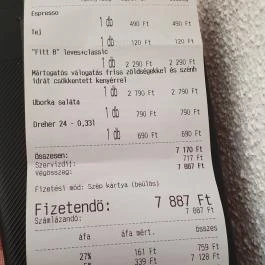 Espresso
1 db 490 Ft 490 Ft
Tej
1 db 120 Ft 120 Ft
"Fitt B" leves+classic
1 db 2 290 Ft 2 290 Ft
Mártogatós válogatás friss zöldségekkel és szénh
idrát csökkentett kenyérrel
1 db 2 790 Ft 2 790 Ft
Uborka saláta
1 db 790 Ft 790 Ft
Dreher 24 - 0,33l
1 db 690 Ft 690 Ft
Összesen: 7 170 Ft
Szervizdíj: 717 Ft
Végösszeg: 7 887 Ft
Fizetési mód: Szép kártya (beülős)
Fizetendő: 7 887 Ft
Számlázandó: 7 887 Ft
áfa áfa mért. összes
27% 161 Ft 759 Ft
339 Ft 7 128 Ft